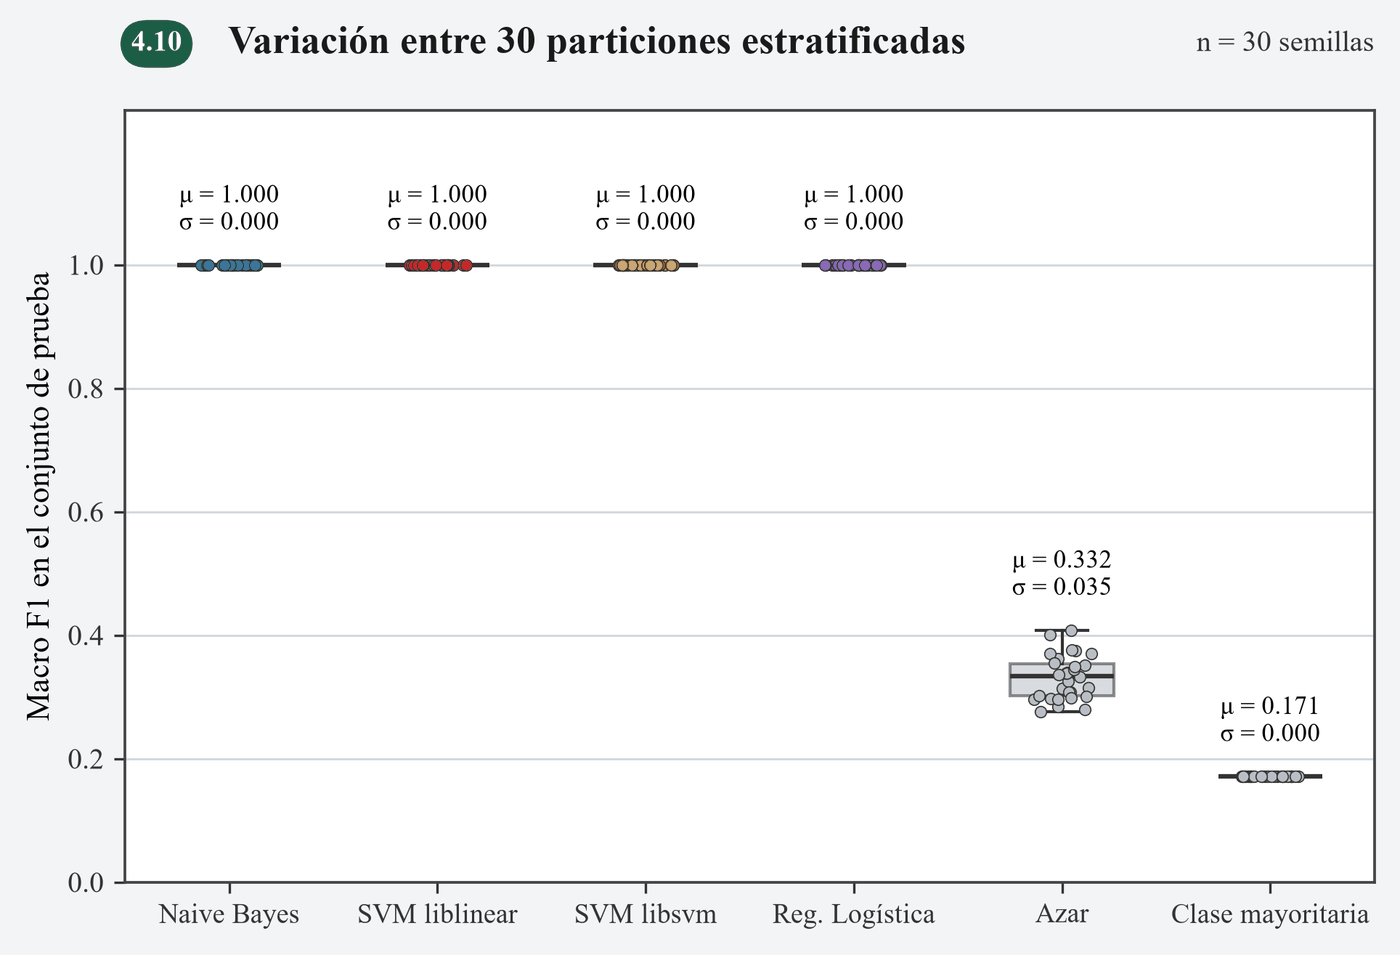 4.10
Variación entre 30 particiones estratificadas
n = 30 semillas
Macro F1 en el conjunto de prueba
1.0
0.8
0.6
0.4
0.2
0.0
μ = 1.000
σ = 0.000
μ = 1.000
σ = 0.000
μ = 1.000
σ = 0.000
μ = 1.000
σ = 0.000
μ = 0.332
σ = 0.035
μ = 0.171
σ = 0.000
Naive Bayes
SVM liblinear
SVM libsvm
Reg. Logística
Azar
Clase mayoritaria